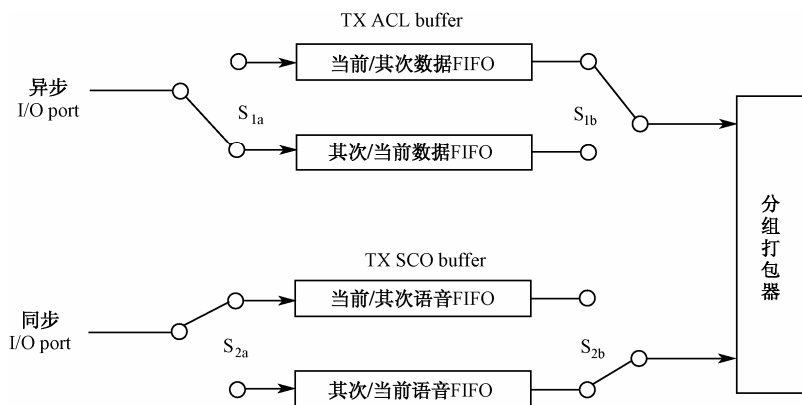 TX ACL buffer
当前/其次数据FIFO
异步
I/O port
S1a
S1b
其次/当前数据FIFO
分组打包器
TX SCO buffer
当前/其次语音FIFO
同步
I/O port
S2a
S2b
其次/当前语音FIFO